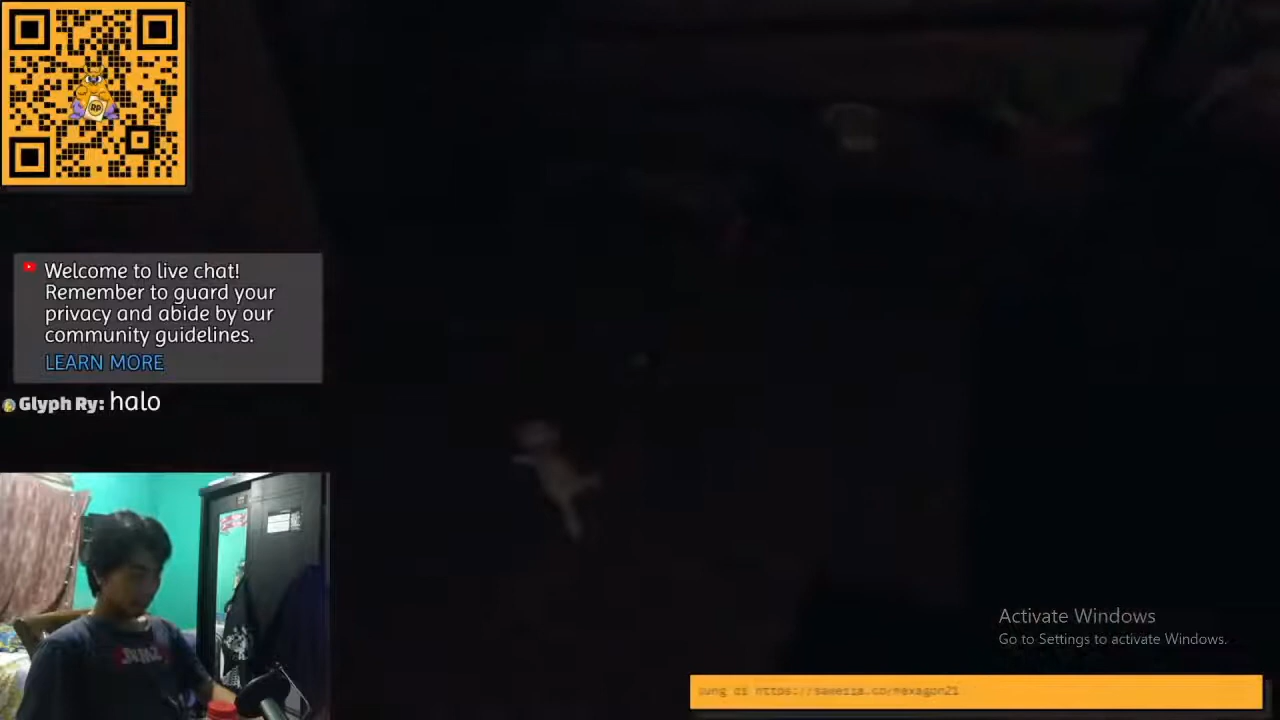 RP
Welcome to live chat!
Remember to guard your
privacy and abide by our
community guidelines.
LEARN MORE
Glyph Ry: halo
Activate Windows
Go to Settings to activate Windows.